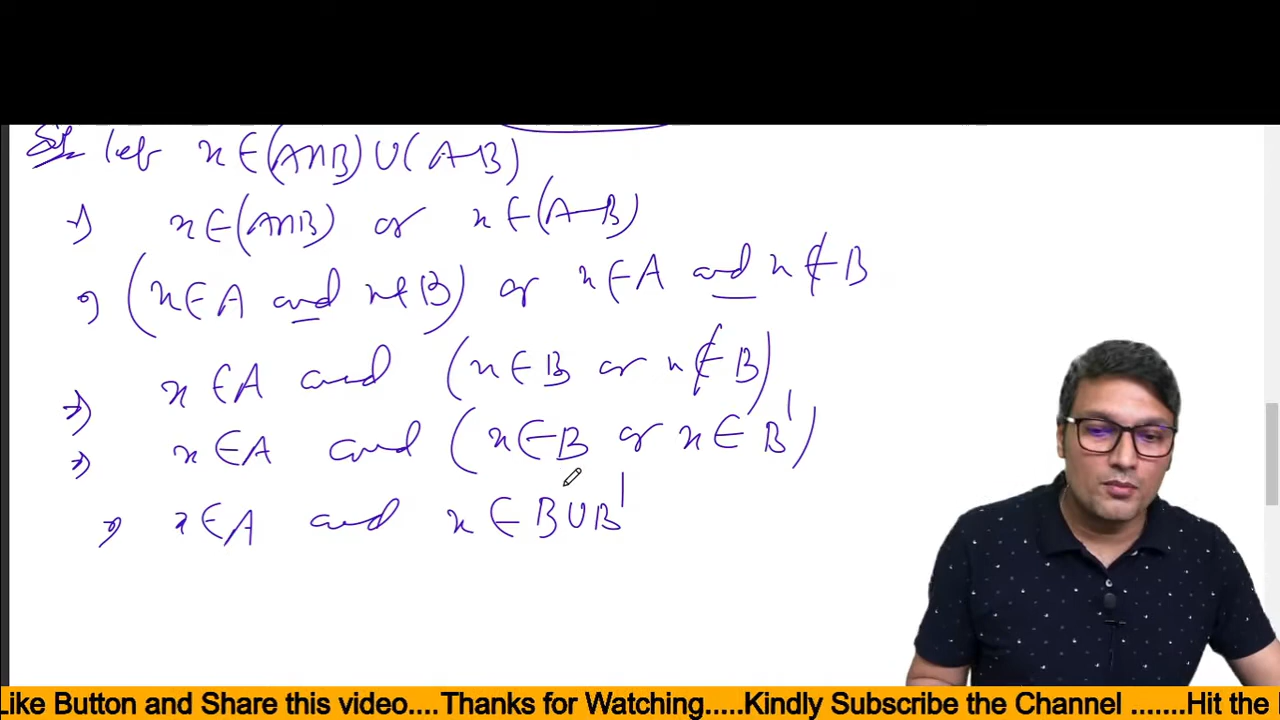 Sol. let x ∈ (A∩B) ∪ (A-B)
⇒ x ∈ (A∩B) or x ∈ (A-B)
⇒ (x ∈ A and x ∈ B) or x ∈ A and x ∉ B
⇒ x ∈ A and (x ∈ B or x ∉ B)
⇒ x ∈ A and (x ∈ B or x ∈ B')
⇒ x ∈ A and x ∈ B∪B'
Like Button and Share this video....Thanks for Watching.....Kindly Subscribe the Channel .......Hit the